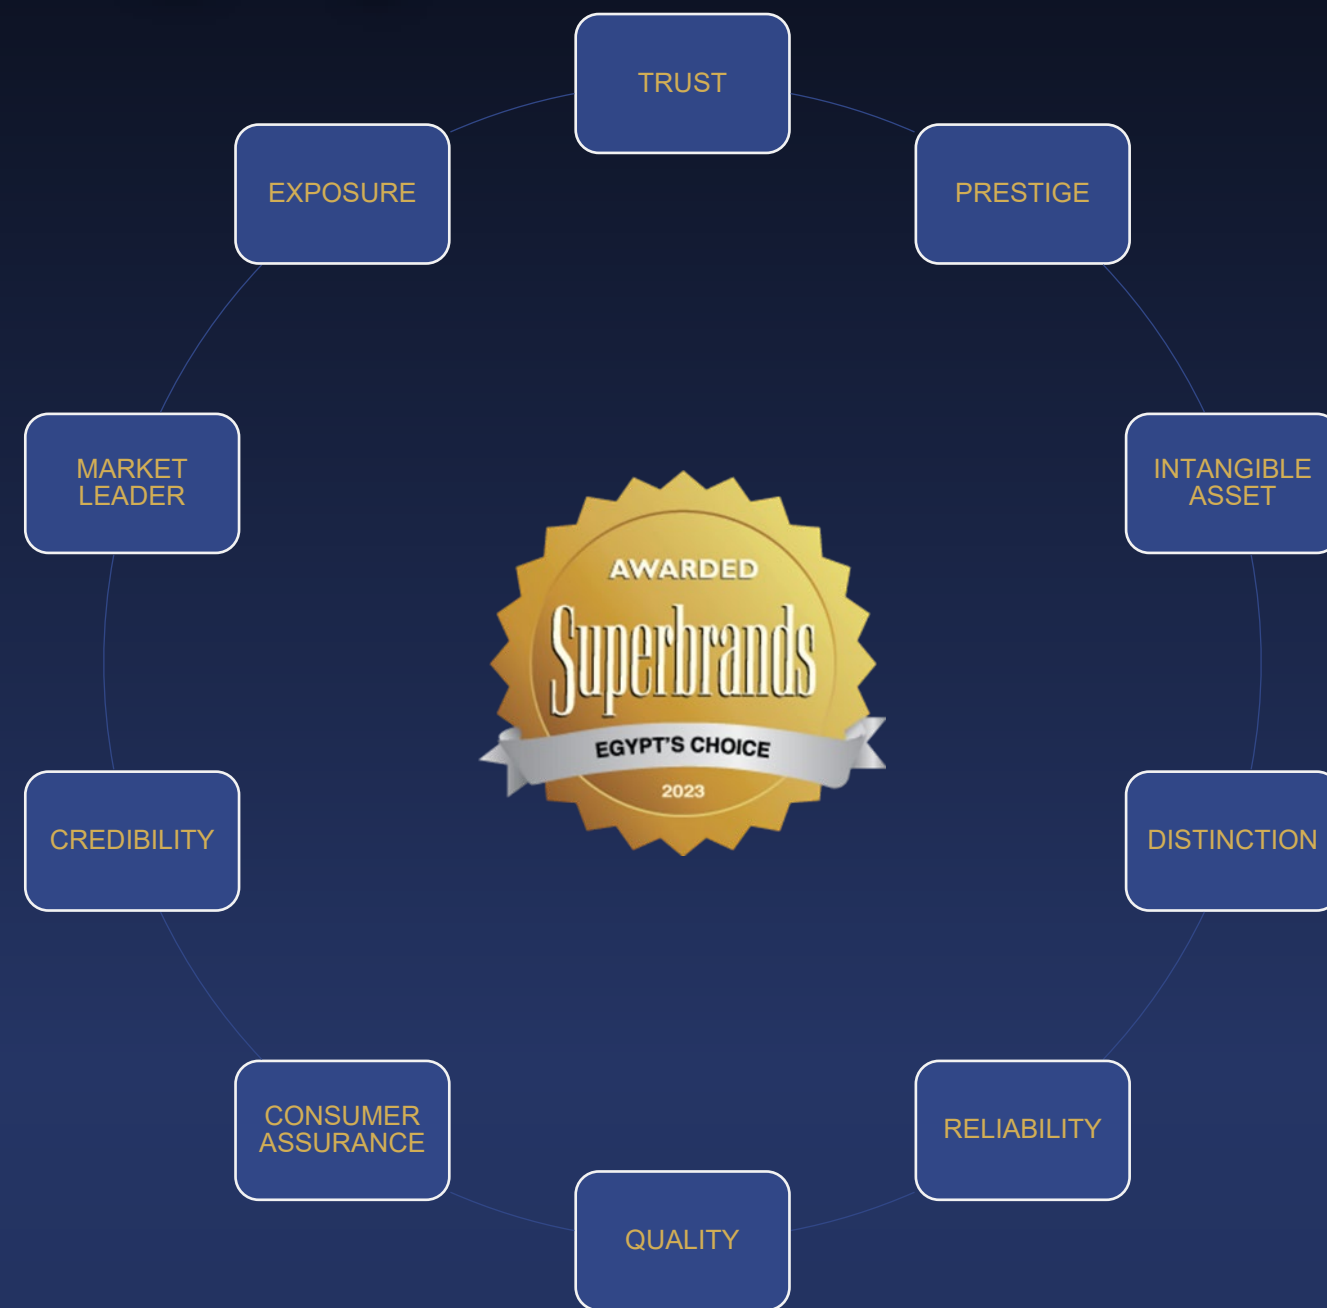 TRUST
PRESTIGE
INTANGIBLE
ASSET
DISTINCTION
RELIABILITY
QUALITY
CONSUMER
ASSURANCE
CREDIBILITY
MARKET
LEADER
EXPOSURE
AWARDED
Superbrands
EGYPT'S CHOICE
2023